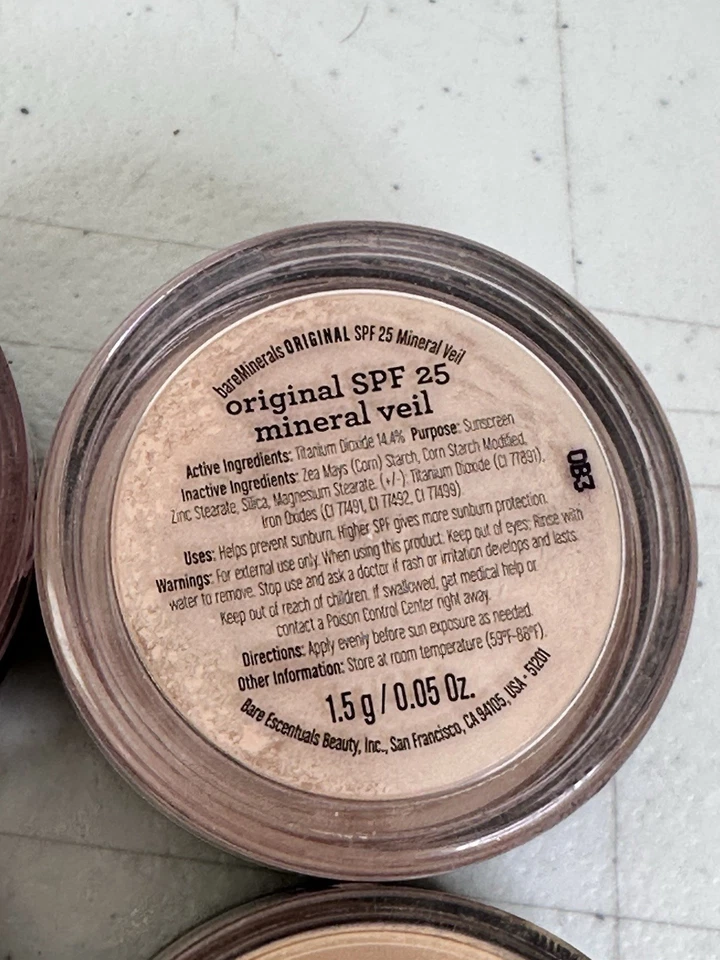 bareMinerals ORIGINAL SPF 25 Mineral Veil
original SPF 25
mineral veil
Active Ingredients: Titanium Dioxide 14.4% Purpose: Sunscreen
Inactive Ingredients: Zea Mays (Corn) Starch, Corn Starch Modified,
Zinc Stearate, Silica, Magnesium Stearate. (+/-): Titanium Dioxide (CI 77891),
Iron Oxides (CI 77491, CI 77492, CI 77499)
Uses: Helps prevent sunburn. Higher SPF gives more sunburn protection.
Warnings: For external use only. When using this product: Keep out of eyes; Rinse with
water to remove. Stop use and ask a doctor if rash or irritation develops and lasts.
Keep out of reach of children. If swallowed, get medical help or
contact a Poison Control Center right away.
Directions: Apply evenly before sun exposure as needed.
Other Information: Store at room temperature (59°F-86°F).
1.5 g / 0.05 Oz.
Bare Escentuals Beauty, Inc., San Francisco, CA 94105, USA • 51201
0B3